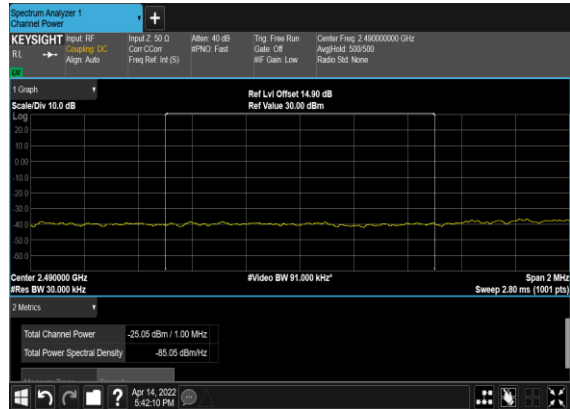 Spectrum Analyzer 1
Channel Power
+
KEYSIGHT Input: RF Input Z: 50 Ω Atten: 40 dB Trig: Free Run Center Freq: 2.490000000 GHz
RL Coupling: DC Corr CCorr #PNO: Fast Gate: Off Avg|Hold: 500/500
Align: Auto Freq Ref: Int (S) #IF Gain: Low Radio Std: None
1 Graph
Ref Lvl Offset 14.90 dB
Scale/Div 10.0 dB Ref Value 30.00 dBm
Log
20.0
10.0
0.00
-10.0
-20.0
-30.0
-40.0
-50.0
-60.0
Center 2.490000 GHz #Video BW 91.000 kHz* Span 2 MHz
#Res BW 30.000 kHz Sweep 2.80 ms (1001 pts)
2 Metrics
Total Channel Power -25.05 dBm / 1.00 MHz
Total Power Spectral Density -85.05 dBm/Hz
? Apr 14, 2022
5:42:10 PM